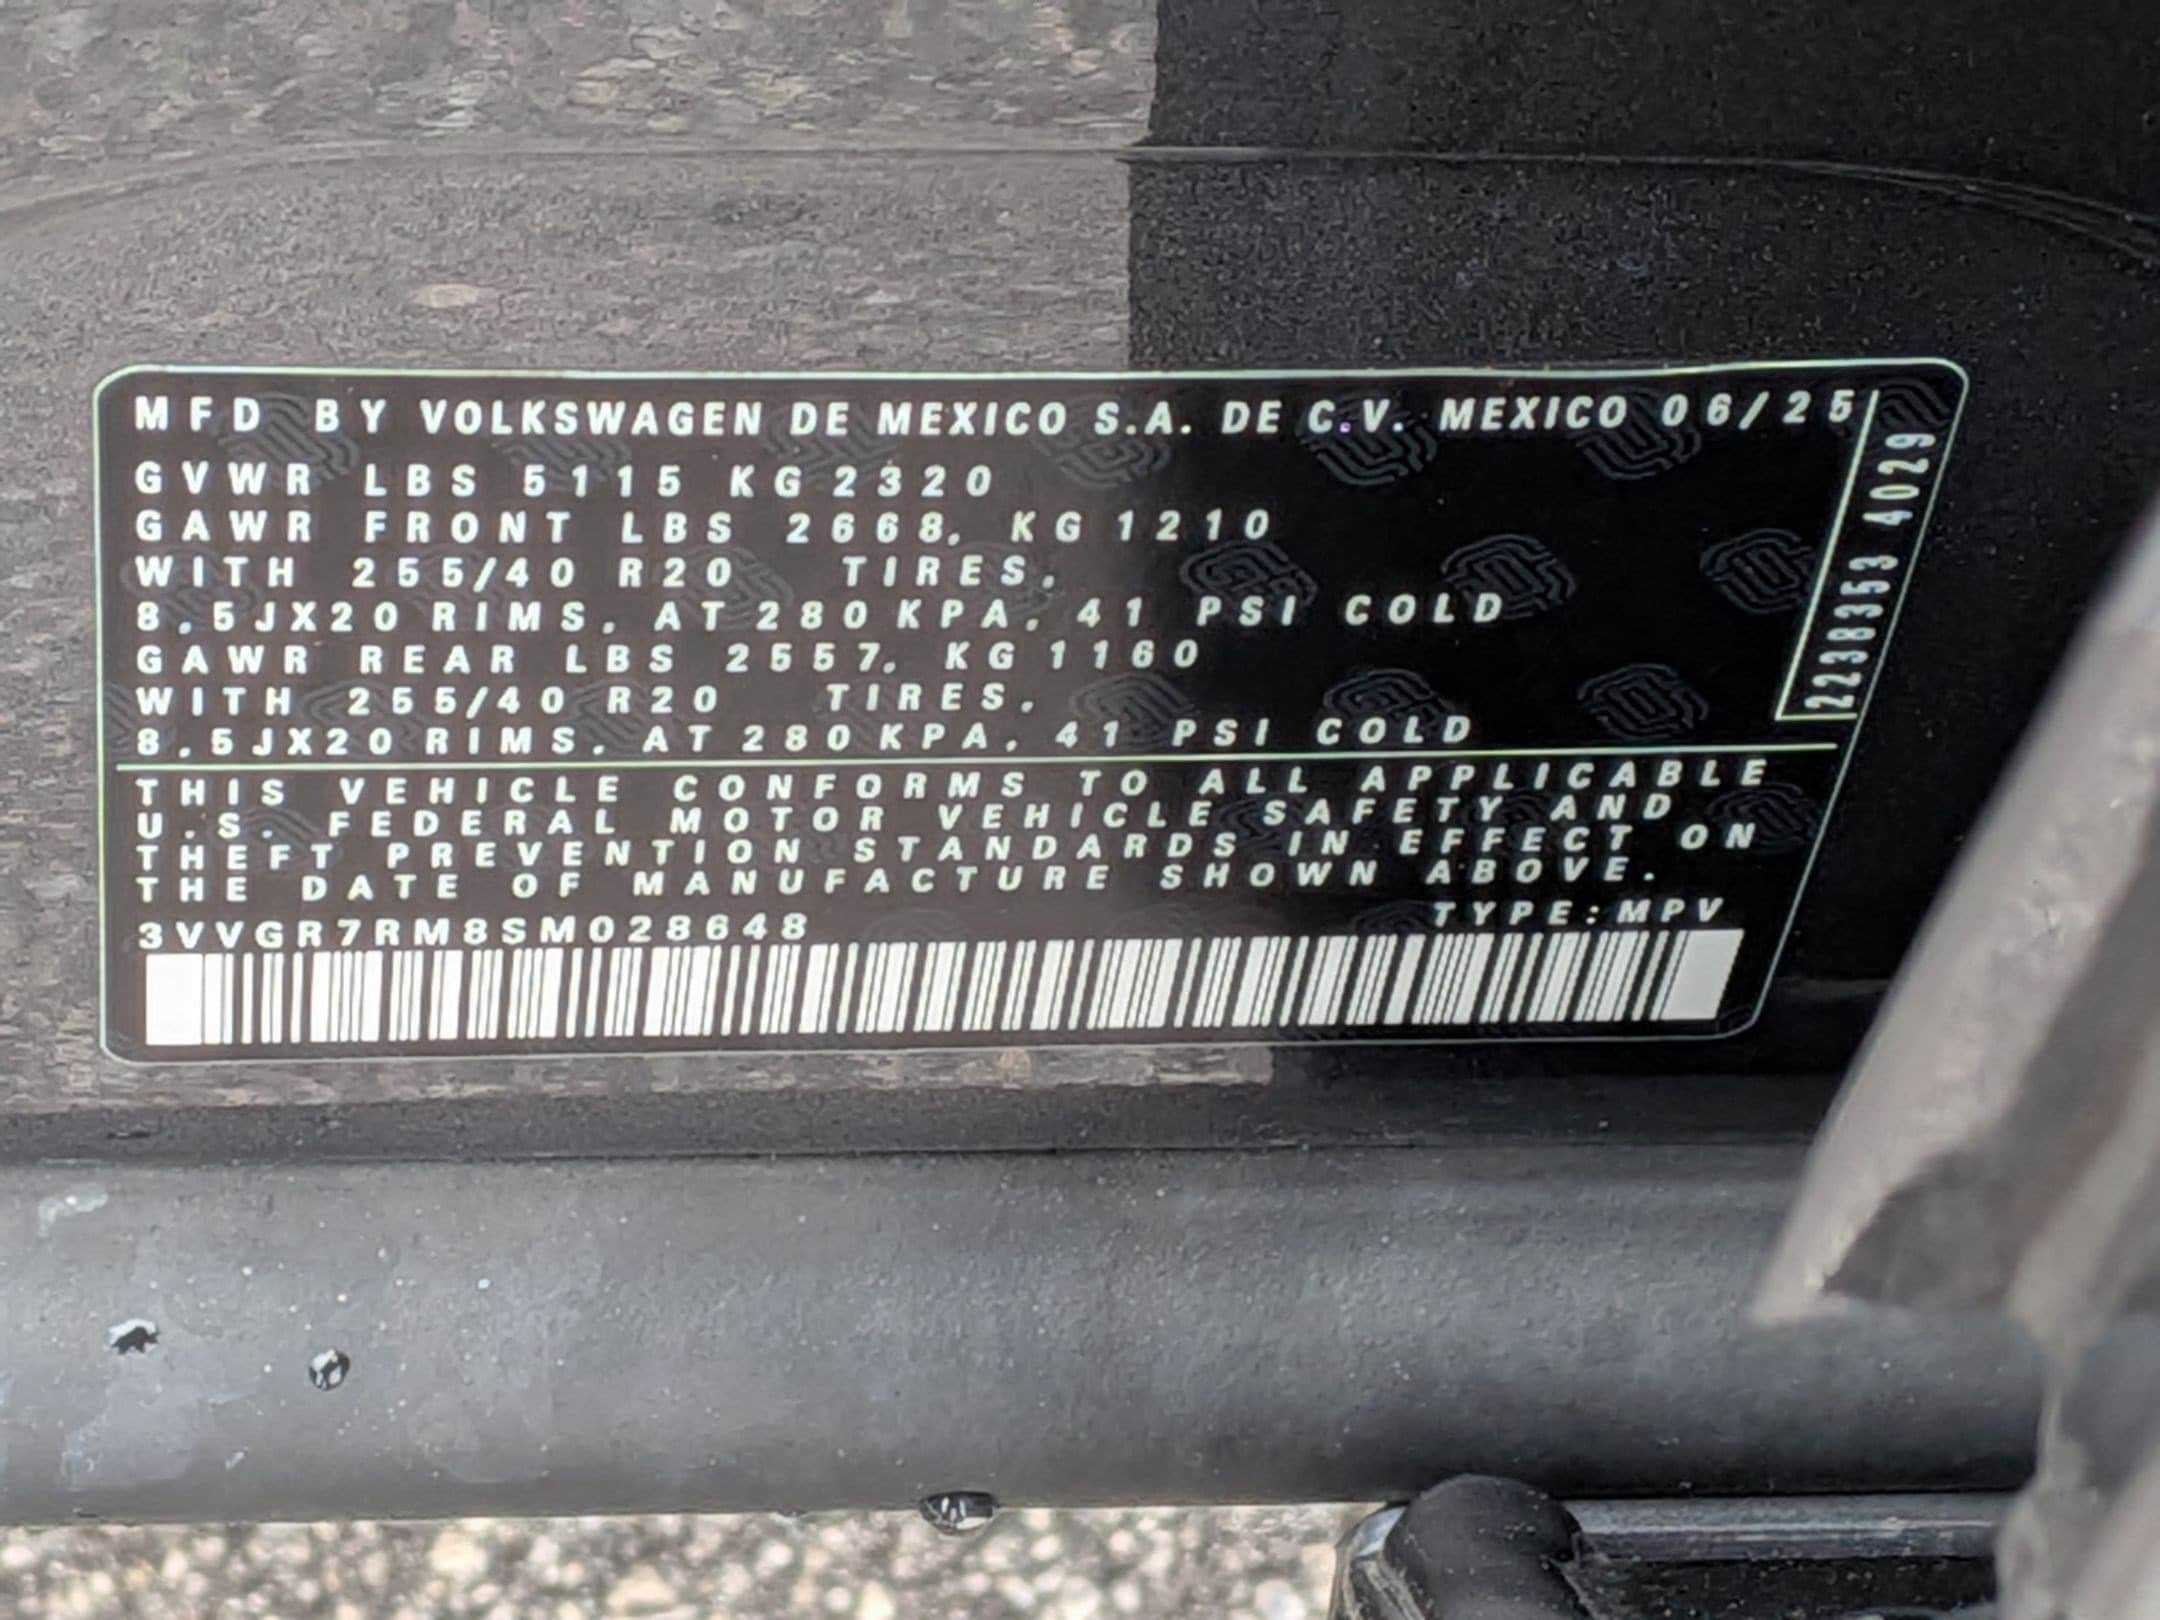 MFD BY VOLKSWAGEN DE MEXICO S.A. DE C.V. MEXICO 06/25
GVWR LBS 5115 KG 2320
GAWR FRONT LBS 2668, KG 1210
WITH 255/40 R20 TIRES,
8.5JX20 RIMS, AT 280 KPA, 41 PSI COLD
GAWR REAR LBS 2557, KG 1160
WITH 255/40 R20 TIRES,
8.5JX20 RIMS, AT 280 KPA, 41 PSI COLD
2238353 4029
THIS VEHICLE CONFORMS TO ALL APPLICABLE
U.S. FEDERAL MOTOR VEHICLE SAFETY AND
THEFT PREVENTION STANDARDS IN EFFECT ON
THE DATE OF MANUFACTURE SHOWN ABOVE.
3VVGR7RM8SM028648 TYPE:MPV